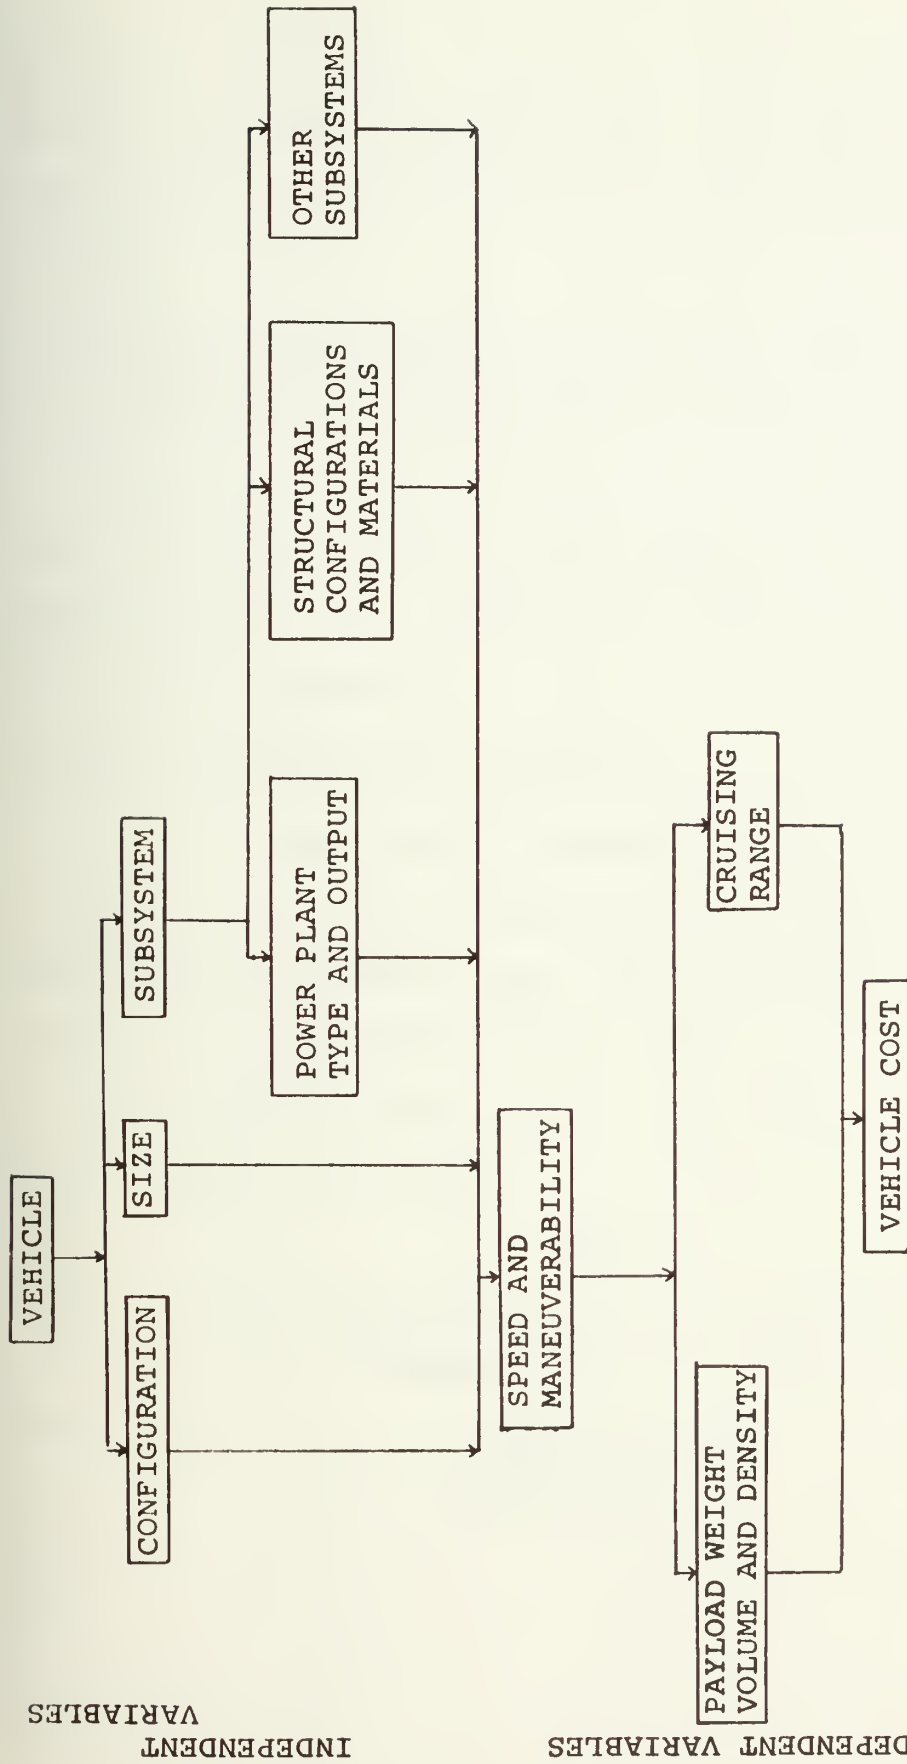 INDEPENDENT
VARIABLES
VEHICLE
CONFIGURATION
SIZE
SUBSYSTEM
POWER PLANT
TYPE AND OUTPUT
STRUCTURAL
CONFIGURATIONS
AND MATERIALS
OTHER
SUBSYSTEMS
DEPENDENT VARIABLES
SPEED AND
MANEUVERABILITY
PAYLOAD WEIGHT
VOLUME AND DENSITY
CRUISING
RANGE
VEHICLE COST